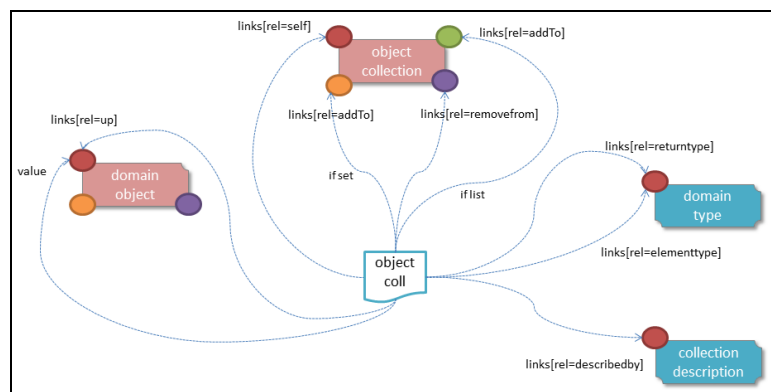 links[rel=self]
links[rel=addTo]
object
collection
links[rel=addTo]
links[rel=removefrom]
links[rel=up]
links[rel=returntype]
value
domain
object
if set
if list
domain
type
links[rel=elementtype]
object
coll
links[rel=describedby]
collection
description